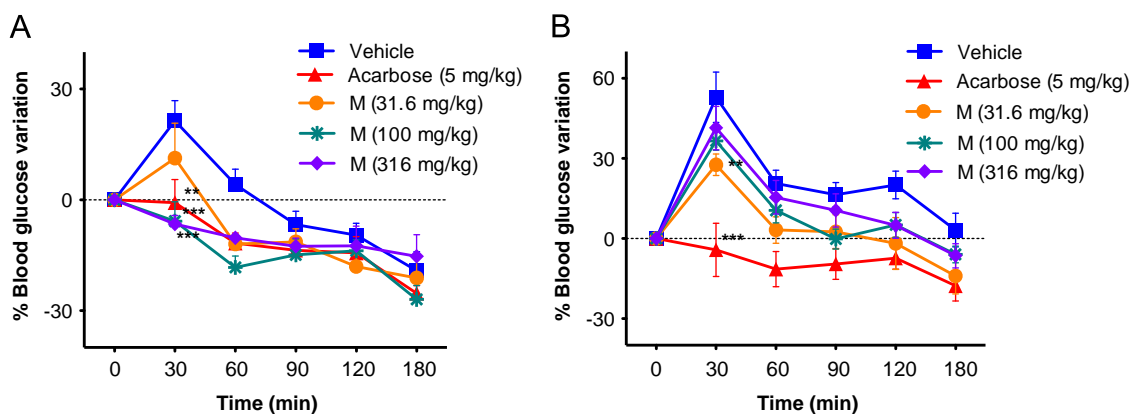 A
% Blood glucose variation
30
0
-30
Vehicle
Acarbose (5 mg/kg)
M (31.6 mg/kg)
M (100 mg/kg)
M (316 mg/kg)
**
***
***
0 30 60 90 120 180
Time (min)
B
% Blood glucose variation
60
30
0
-30
Vehicle
Acarbose (5 mg/kg)
M (31.6 mg/kg)
M (100 mg/kg)
M (316 mg/kg)
**
***
0 30 60 90 120 180
Time (min)